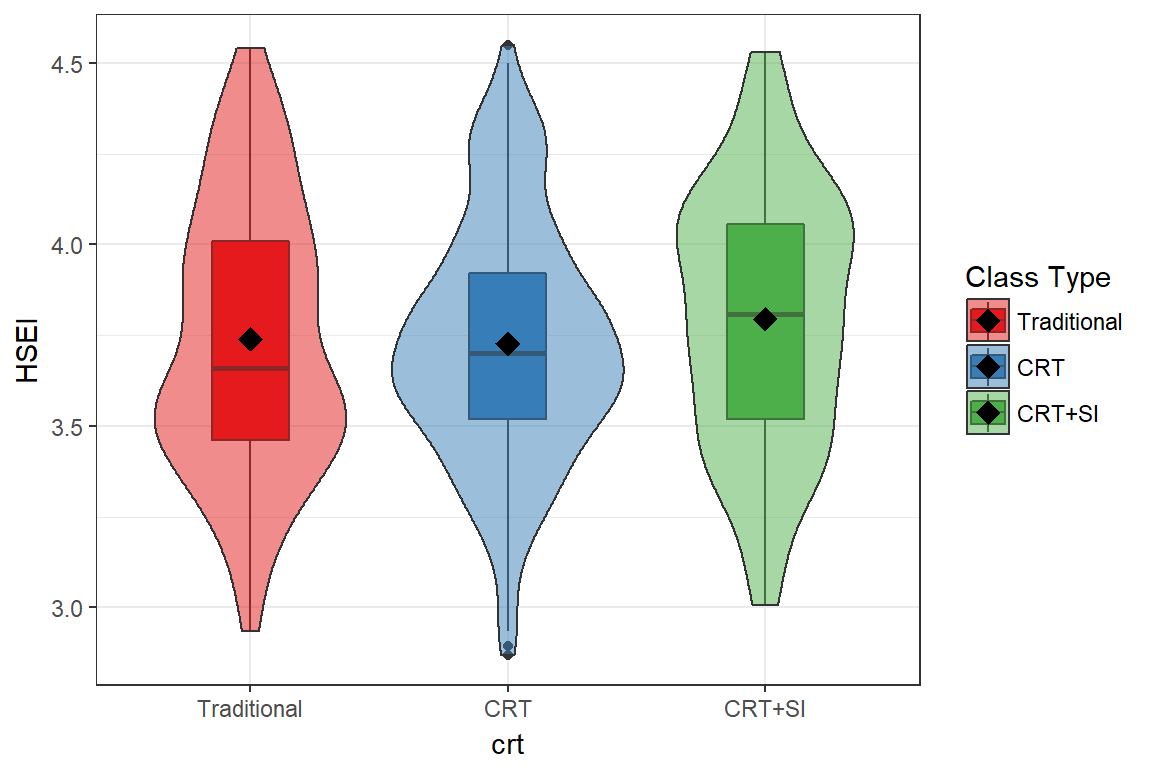 HSEI
4.5
4.0
3.5
3.0
Traditional
CRT
CRT+SI
crt
Class Type
Traditional
CRT
CRT+SI